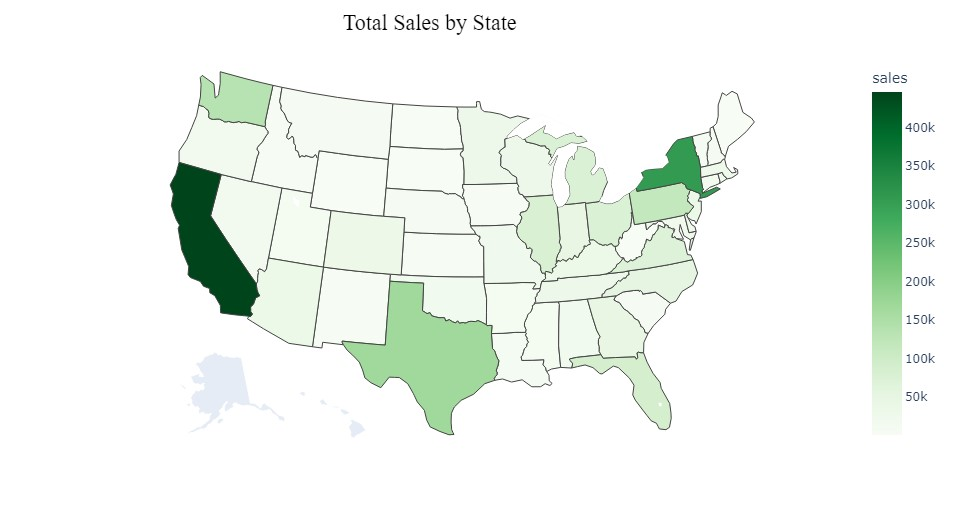 Total Sales by State
sales
400k
350k
300k
250k
200k
150k
100k
50k